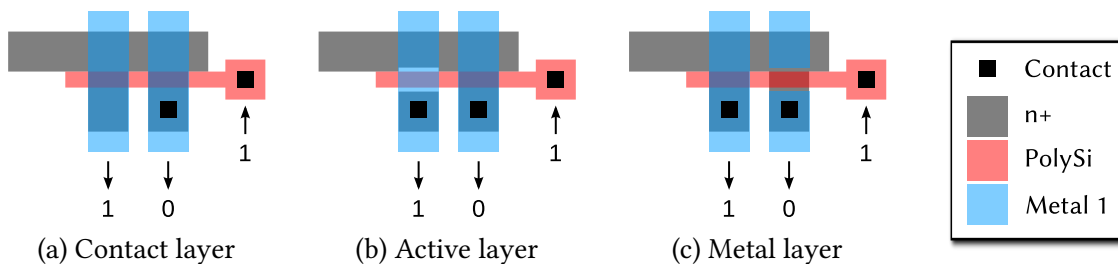 1
1 0
(a) Contact layer
1
1 0
(b) Active layer
1
1 0
(c) Metal layer
Contact
n+
PolySi
Metal 1